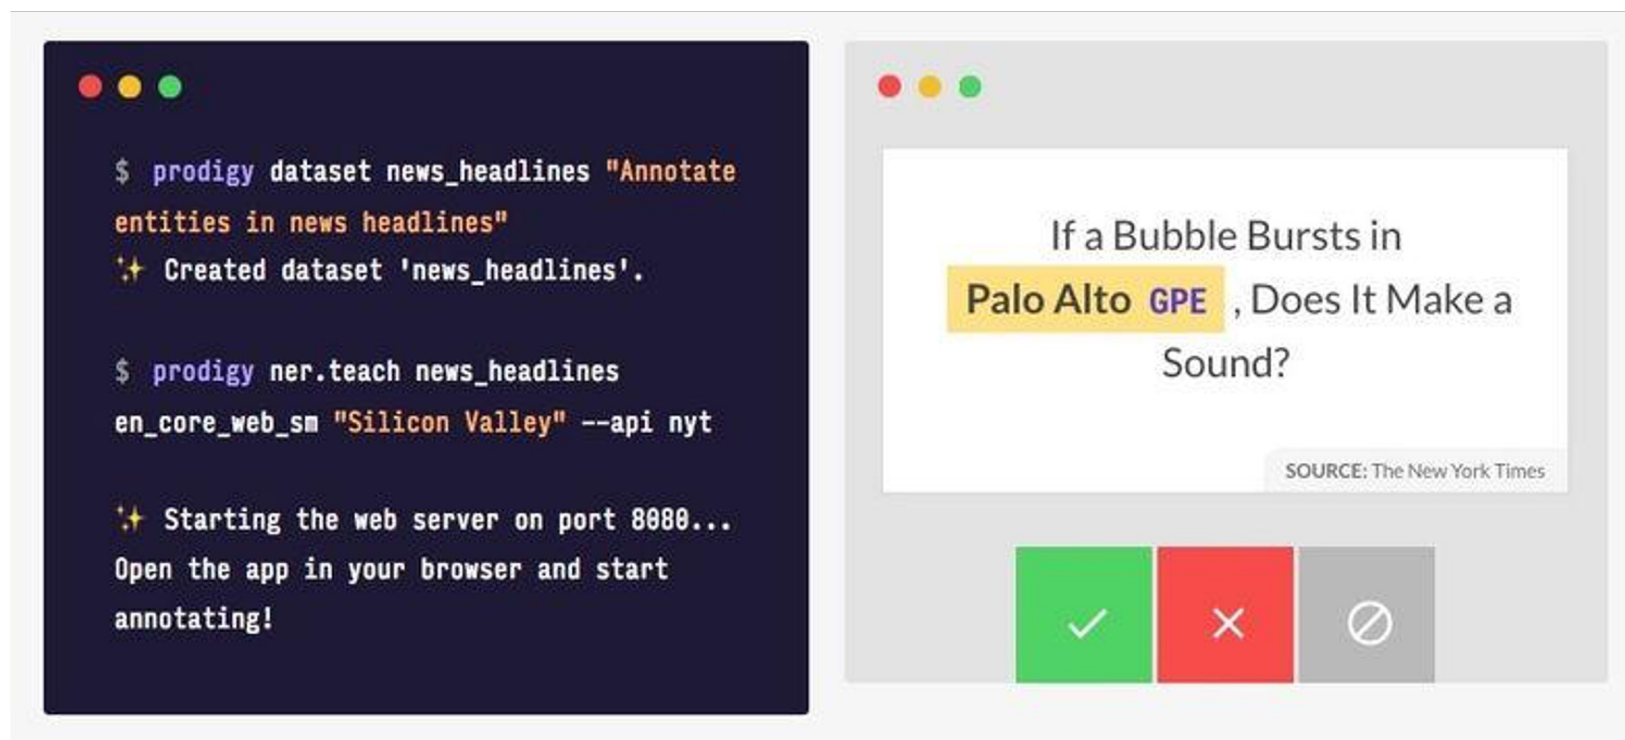 $ prodigy dataset news_headlines "Annotate
entities in news headlines"
✨ Created dataset 'news_headlines'.
$ prodigy ner.teach news_headlines
en_core_web_sm "Silicon Valley" --api nyt
✨ Starting the web server on port 8080...
Open the app in your browser and start
annotating!
If a Bubble Bursts in
Palo Alto GPE , Does It Make a
Sound?
SOURCE: The New York Times